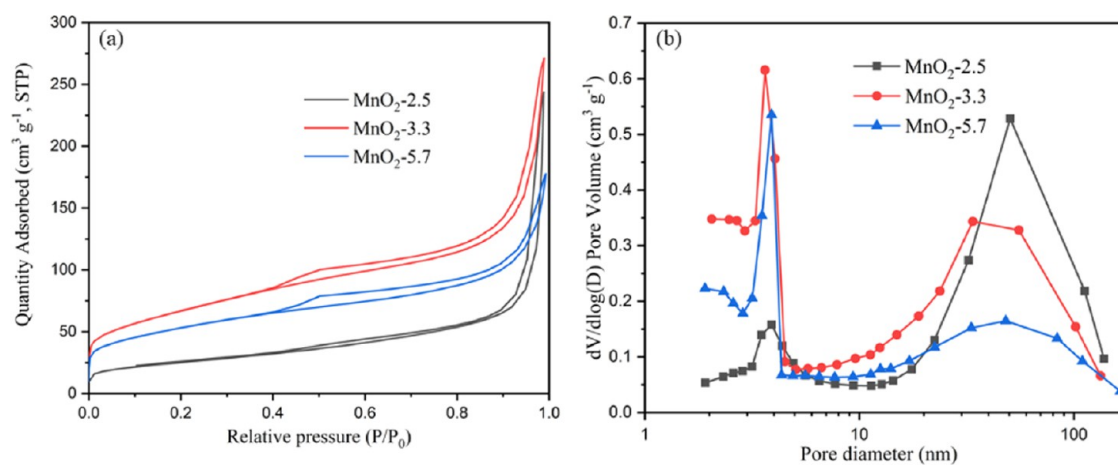 (a)
MnO₂-2.5
MnO₂-3.3
MnO₂-5.7
Quantity Adsorbed (cm³ g⁻¹, STP)
300
250
200
150
100
50
0
0.0 0.2 0.4 0.6 0.8 1.0
Relative pressure (P/P₀)
(b)
MnO₂-2.5
MnO₂-3.3
MnO₂-5.7
dV/dlog(D) Pore Volume (cm³ g⁻¹)
0.7
0.6
0.5
0.4
0.3
0.2
0.1
0.0
1 10 100
Pore diameter (nm)